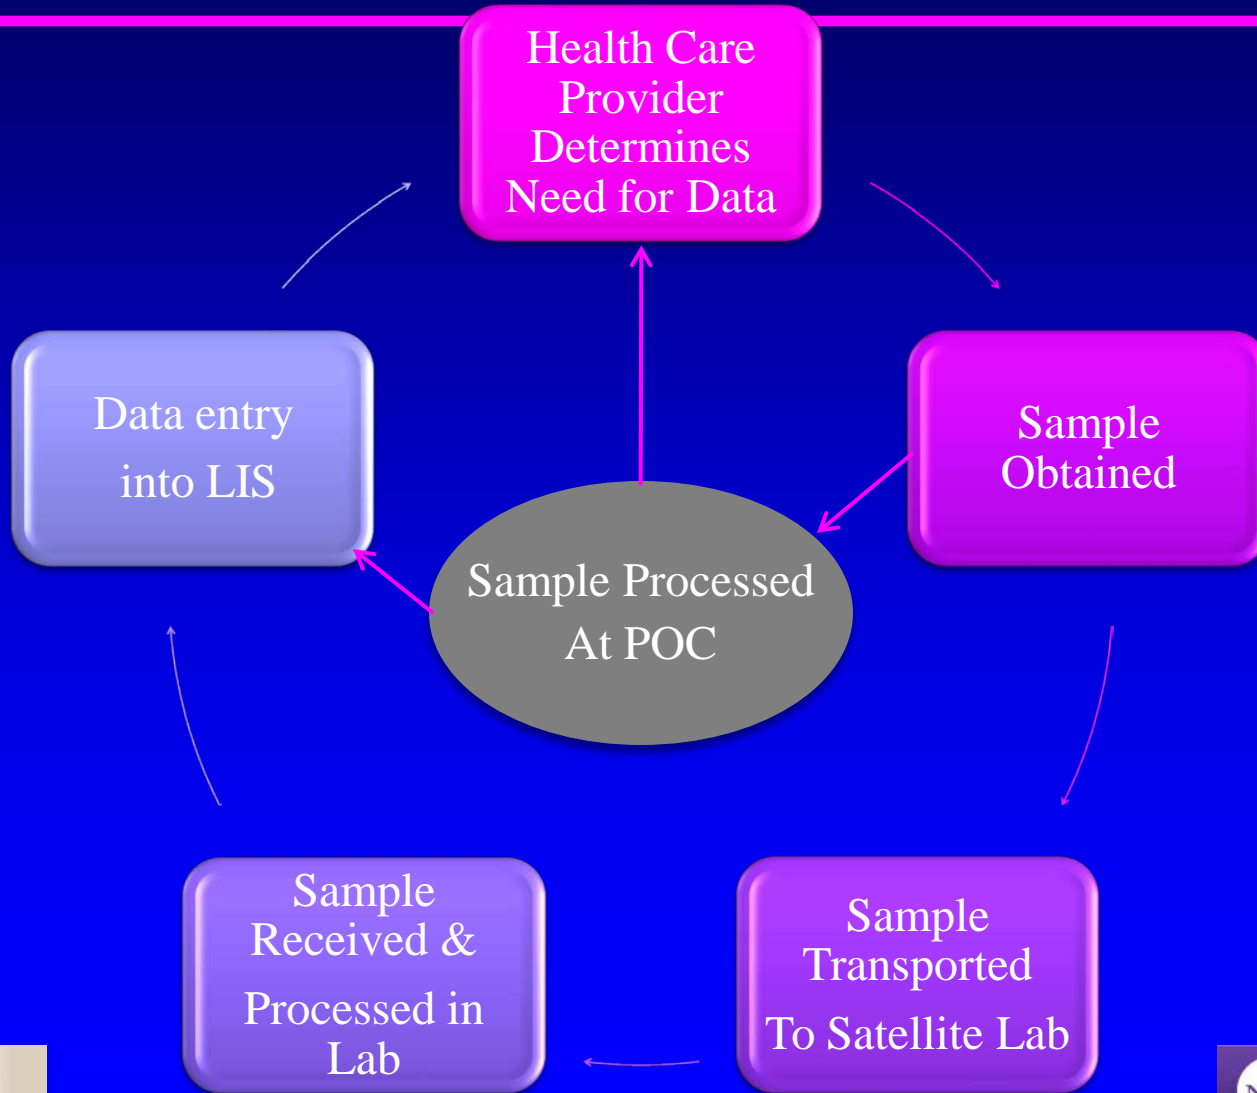 Health Care
Provider
Determines
Need for Data
Data entry
into LIS
Sample
Obtained
Sample Processed
At POC
Sample
Received &
Processed in
Lab
Sample
Transported
To Satellite Lab